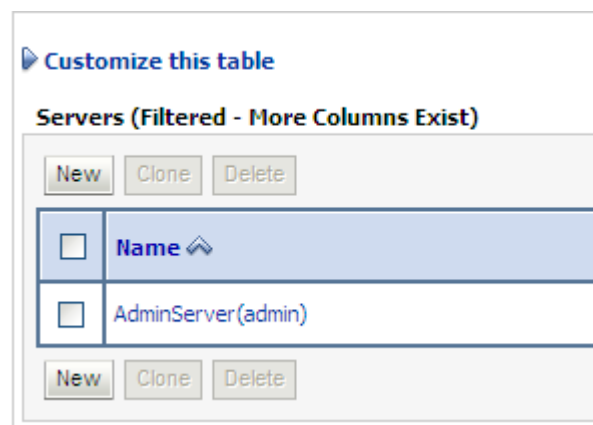 Customize this table
Servers (Filtered - More Columns Exist)
New Clone Delete
Name
AdminServer(admin)
New Clone Delete